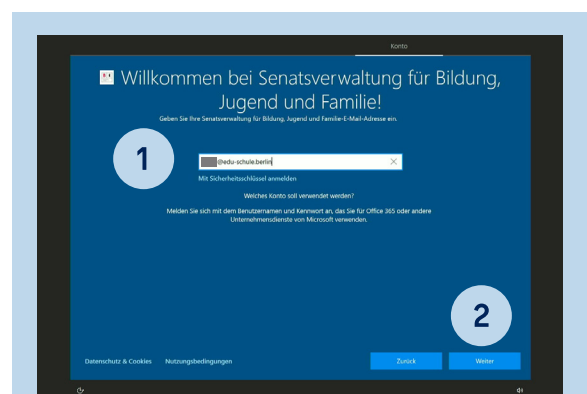 Konto
Willkommen bei Senatsverwaltung für Bildung,
Jugend und Familie!
Geben Sie Ihre Senatsverwaltung für Bildung, Jugend und Familie-E-Mail-Adresse ein.
1
@edu-schule.berlin
Mit Sicherheitsschlüssel anmelden
Welches Konto soll verwendet werden?
Melden Sie sich mit dem Benutzernamen und Kennwort an, das Sie für Office 365 oder andere
Unternehmensdienste von Microsoft verwenden.
2
Datenschutz & Cookies Nutzungsbedingungen Zurück Weiter